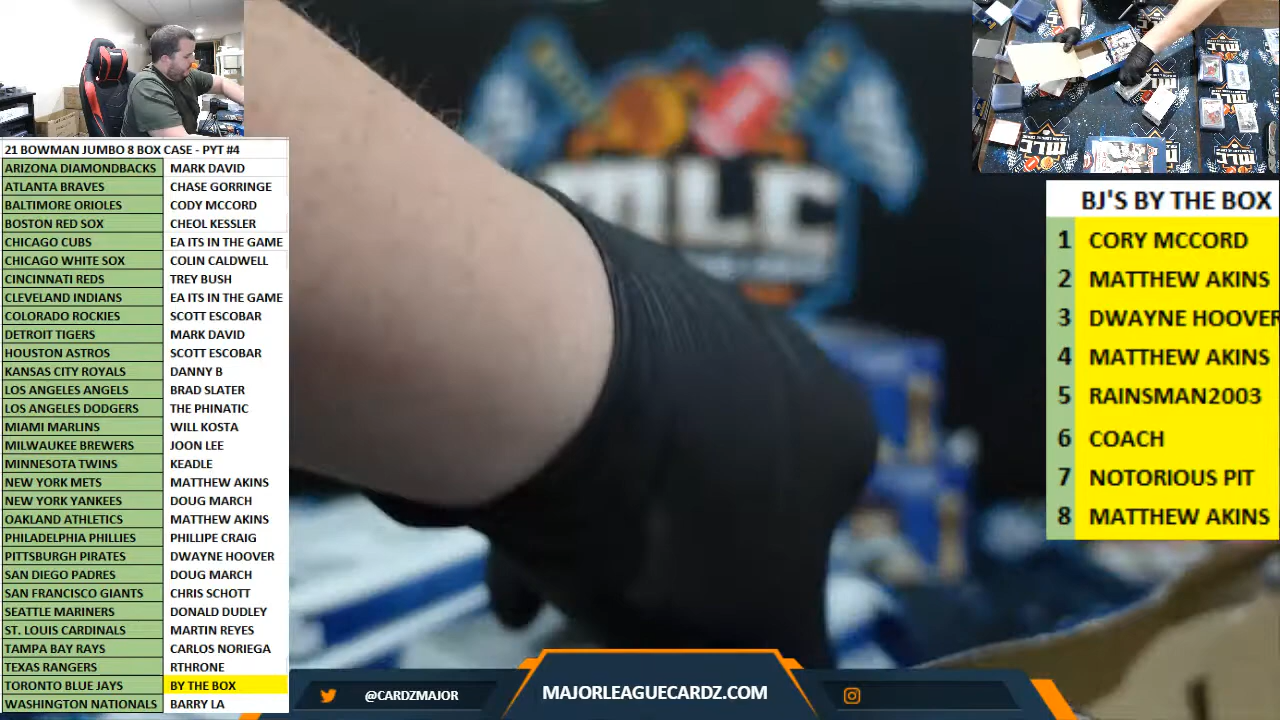 21 BOWMAN JUMBO 8 BOX CASE - PYT #4
ARIZONA DIAMONDBACKS MARK DAVID
ATLANTA BRAVES CHASE GORRINGE
BALTIMORE ORIOLES CODY MCCORD
BOSTON RED SOX CHEOL KESSLER
CHICAGO CUBS EA ITS IN THE GAME
CHICAGO WHITE SOX COLIN CALDWELL
CINCINNATI REDS TREY BUSH
CLEVELAND INDIANS EA ITS IN THE GAME
COLORADO ROCKIES SCOTT ESCOBAR
DETROIT TIGERS MARK DAVID
HOUSTON ASTROS SCOTT ESCOBAR
KANSAS CITY ROYALS DANNY B
LOS ANGELES ANGELS BRAD SLATER
LOS ANGELES DODGERS THE PHINATIC
MIAMI MARLINS WILL KOSTA
MILWAUKEE BREWERS JOON LEE
MINNESOTA TWINS KEADLE
NEW YORK METS MATTHEW AKINS
NEW YORK YANKEES DOUG MARCH
OAKLAND ATHLETICS MATTHEW AKINS
PHILADELPHIA PHILLIES PHILLIPE CRAIG
PITTSBURGH PIRATES DWAYNE HOOVER
SAN DIEGO PADRES DOUG MARCH
SAN FRANCISCO GIANTS CHRIS SCHOTT
SEATTLE MARINERS DONALD DUDLEY
ST. LOUIS CARDINALS MARTIN REYES
TAMPA BAY RAYS CARLOS NORIEGA
TEXAS RANGERS RTHRONE
TORONTO BLUE JAYS BY THE BOX
WASHINGTON NATIONALS BARRY LA
MLC
MLC
MLC
BJ'S BY THE BOX
1 CORY MCCORD
2 MATTHEW AKINS
3 DWAYNE HOOVER
4 MATTHEW AKINS
5 RAINSMAN2003
6 COACH
7 NOTORIOUS PIT
8 MATTHEW AKINS
@CARDZMAJOR
MAJORLEAGUECARDZ.COM